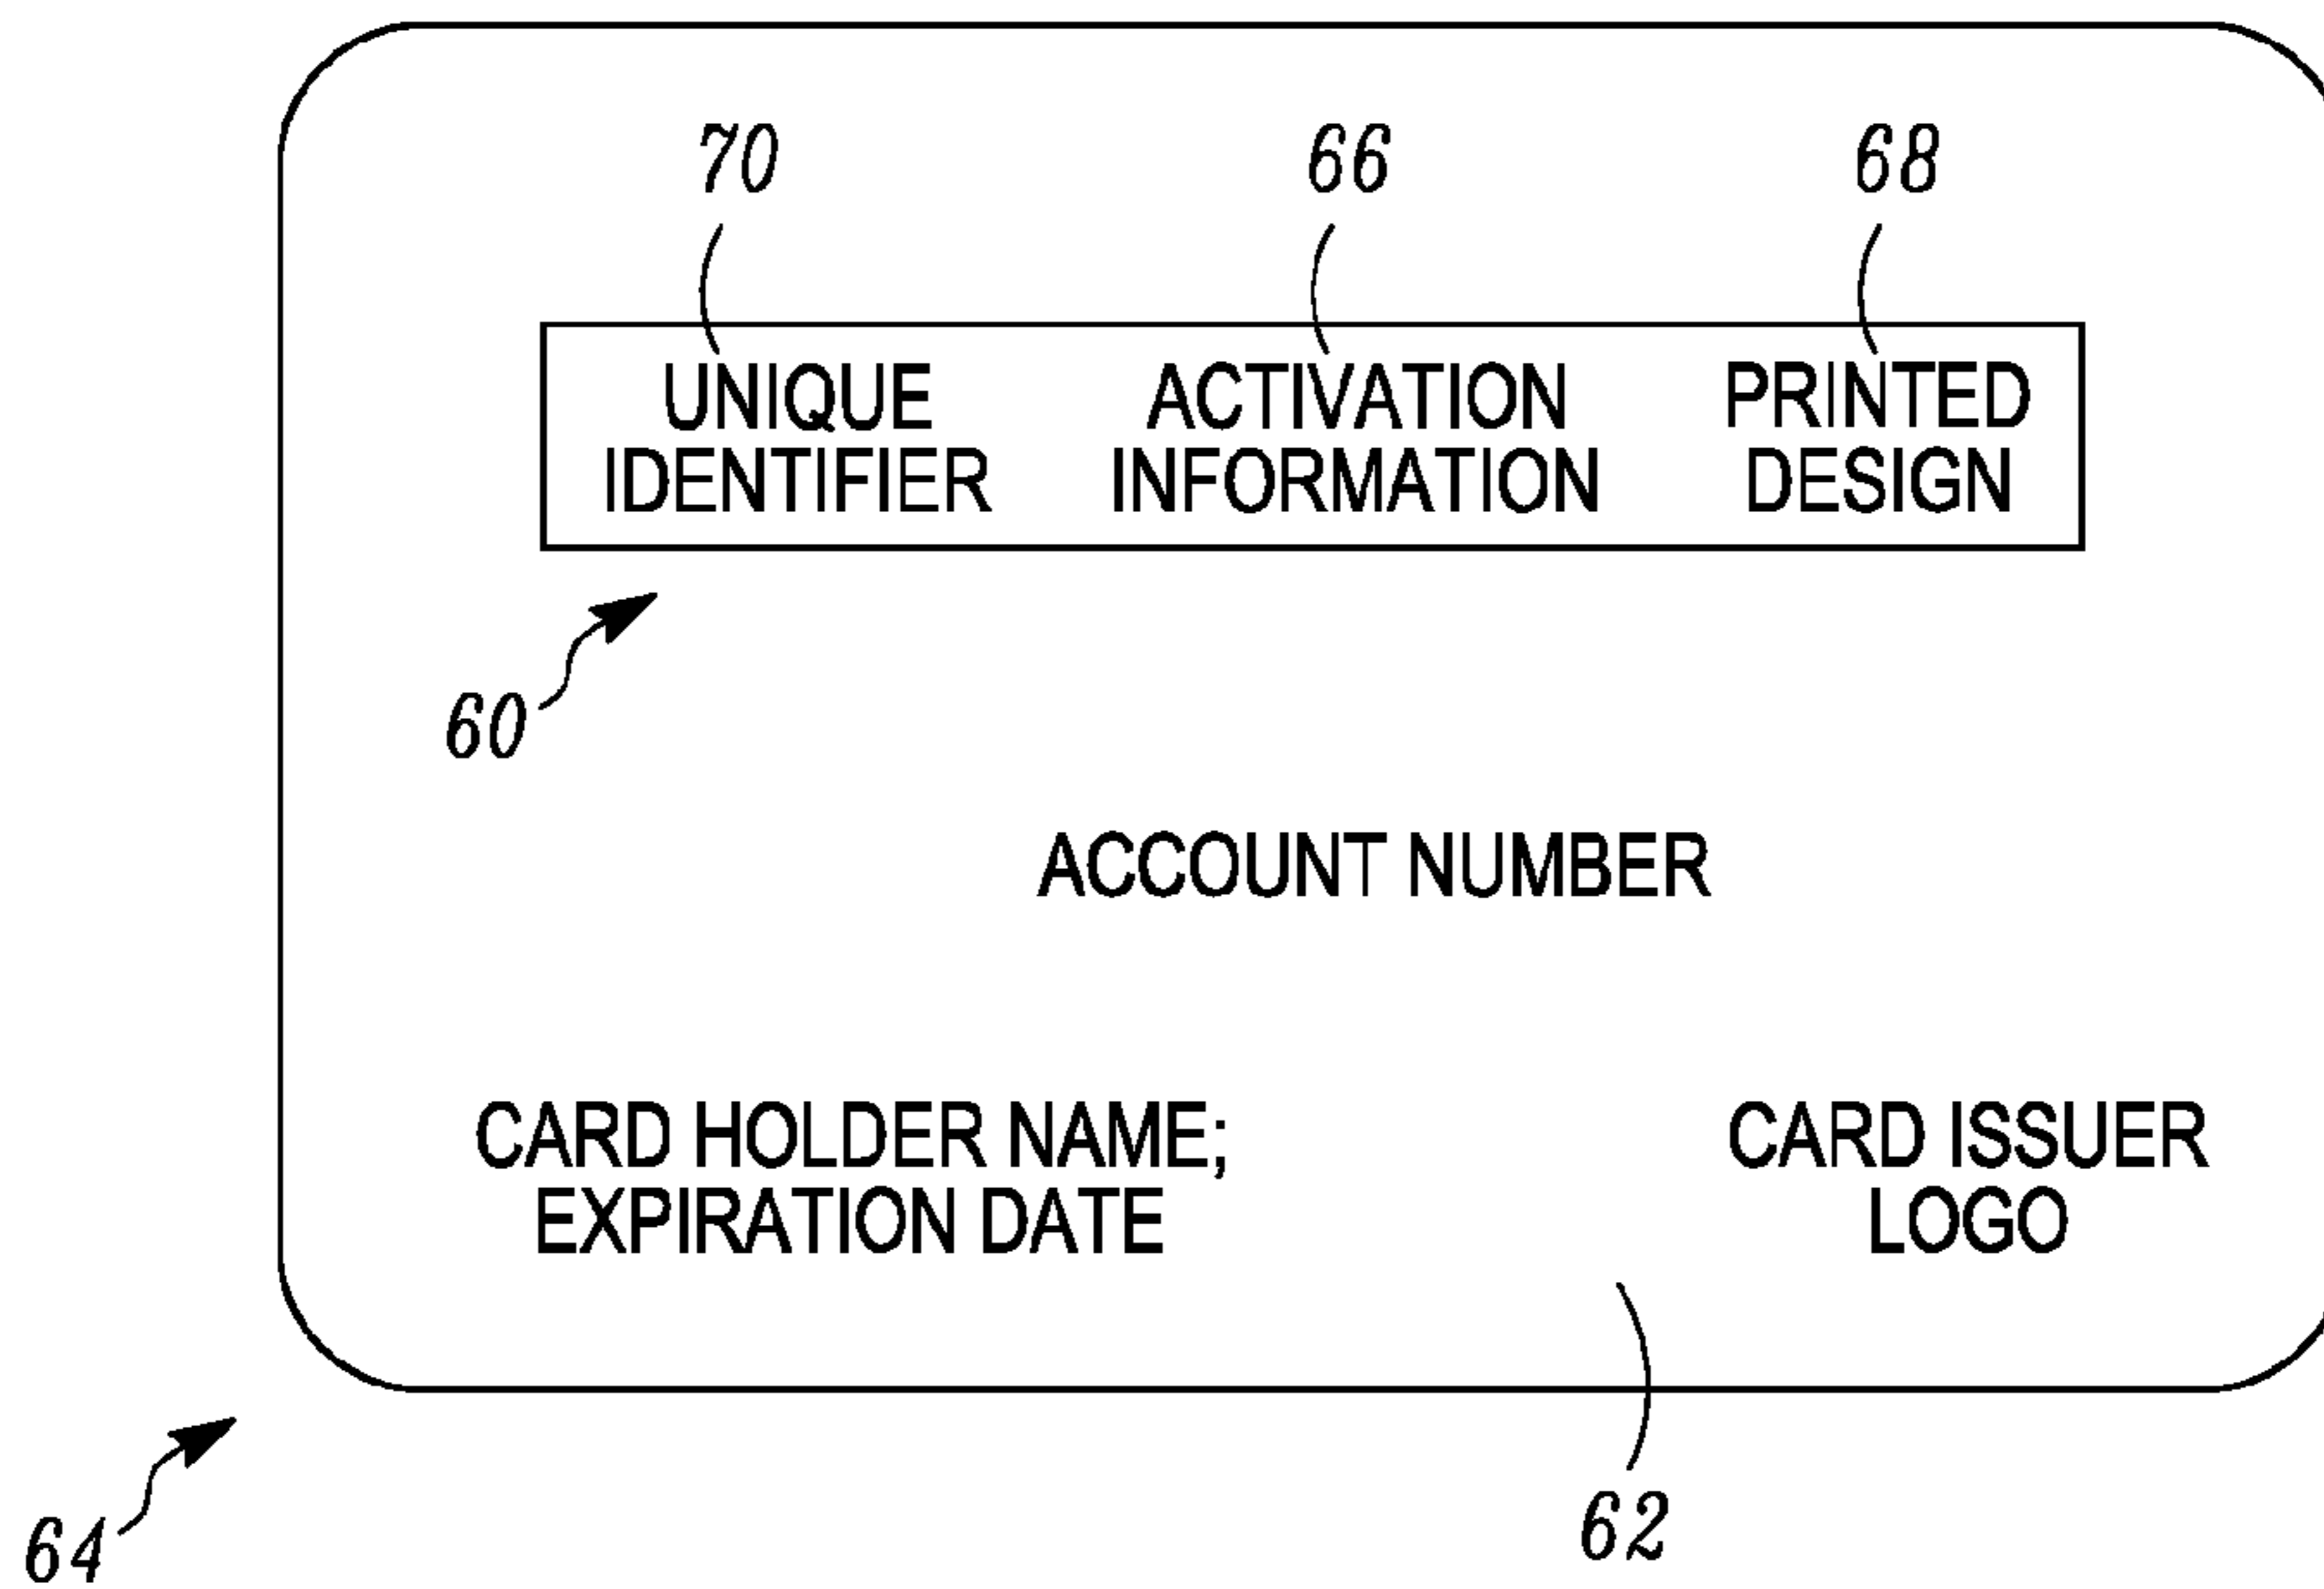 70 66 68
UNIQUE ACTIVATION PRINTED
IDENTIFIER INFORMATION DESIGN
60
ACCOUNT NUMBER
CARD HOLDER NAME; CARD ISSUER
EXPIRATION DATE LOGO
64 62